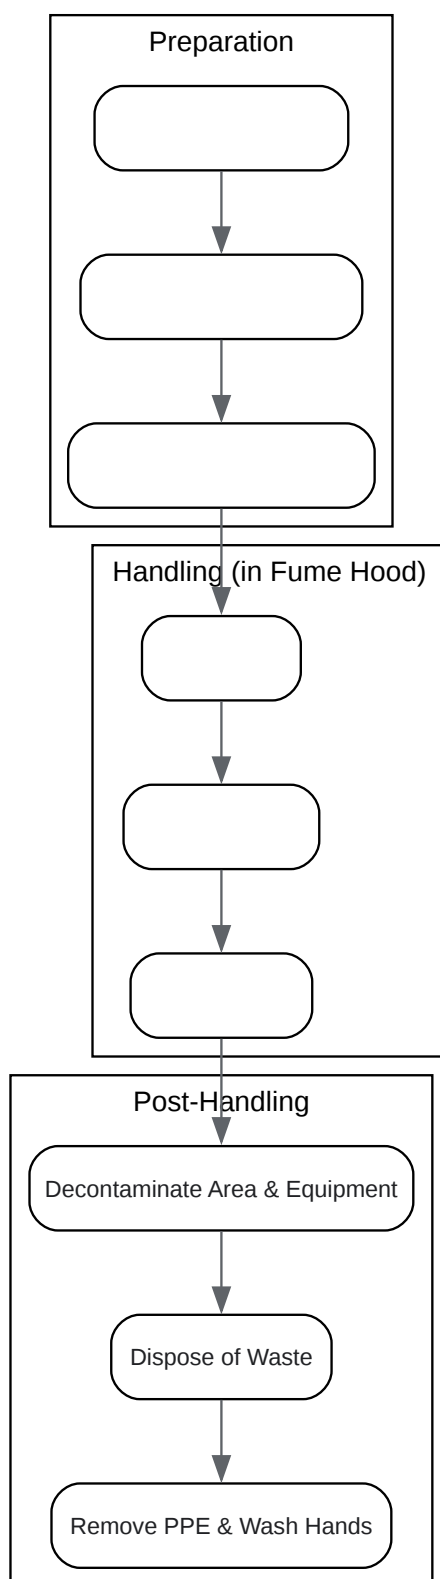 Preparation
Handling (in Fume Hood)
Post-Handling
Decontaminate Area & Equipment
Dispose of Waste
Remove PPE & Wash Hands